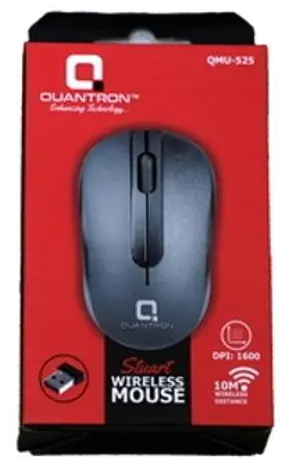 QMU-525
QUANTRON™
Enhancing Technology...
QUANTRON
Stuart
WIRELESS
MOUSE
DPI: 1600
10M
WIRELESS
DISTANCE